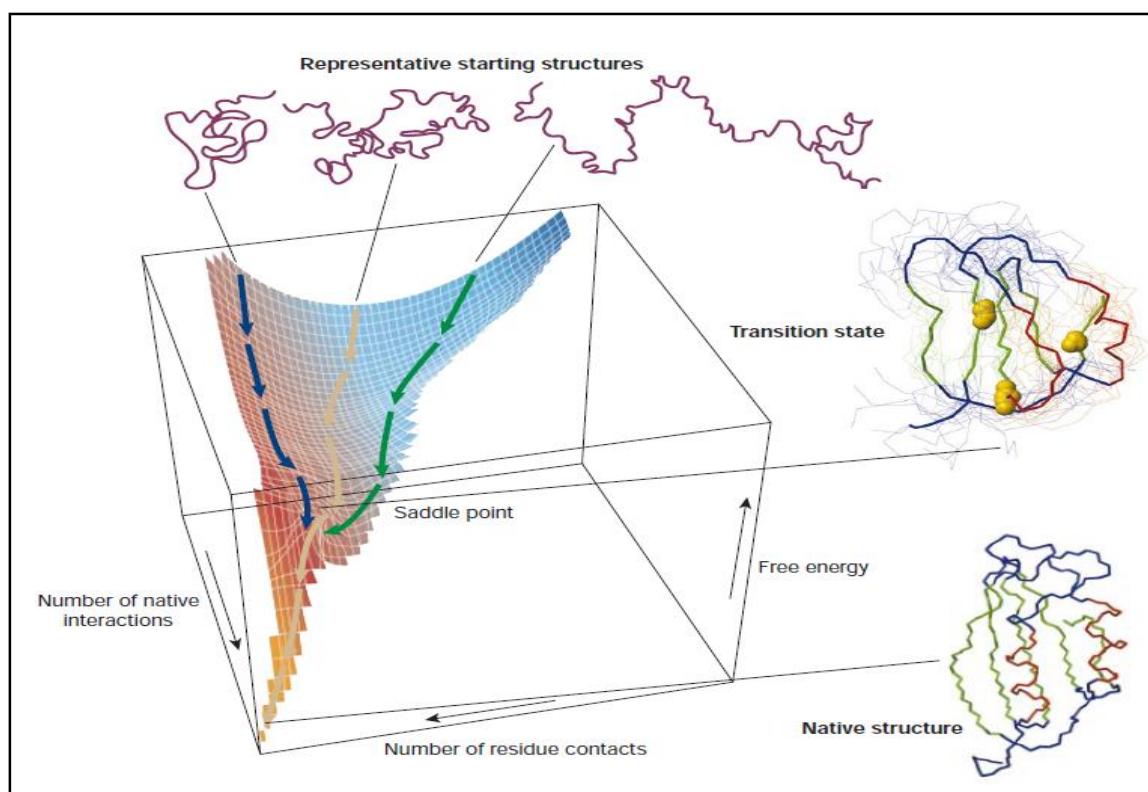 Representative starting structures
Transition state
Saddle point
Free energy
Number of native
interactions
Number of residue contacts
Native structure